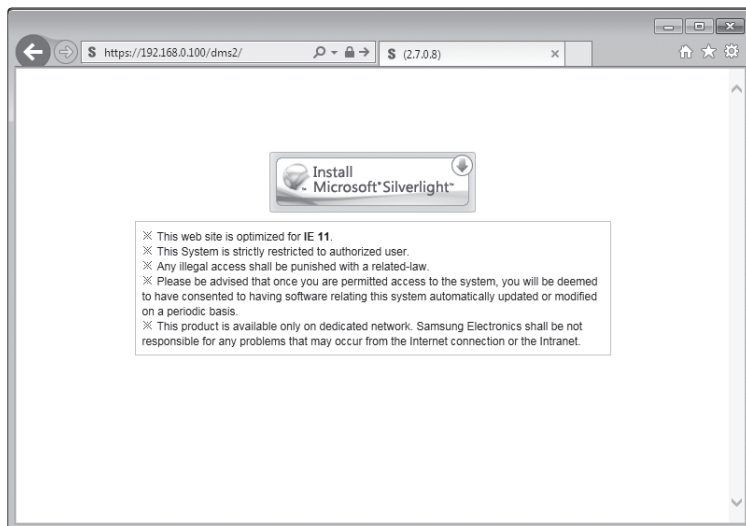 S https://192.168.0.100/dms2/
S (2.7.0.8)
Install
Microsoft®Silverlight™
※ This web site is optimized for IE 11.
※ This System is strictly restricted to authorized user.
※ Any illegal access shall be punished with a related-law.
※ Please be advised that once you are permitted access to the system, you will be deemed
to have consented to having software relating this system automatically updated or modified
on a periodic basis.
※ This product is available only on dedicated network. Samsung Electronics shall be not
responsible for any problems that may occur from the Internet connection or the Intranet.